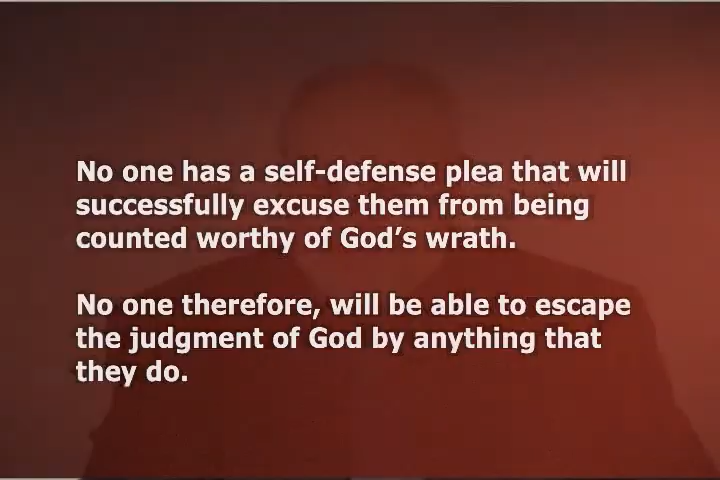 No one has a self-defense plea that will
successfully excuse them from being
counted worthy of God’s wrath.
No one therefore, will be able to escape
the judgment of God by anything that
they do.